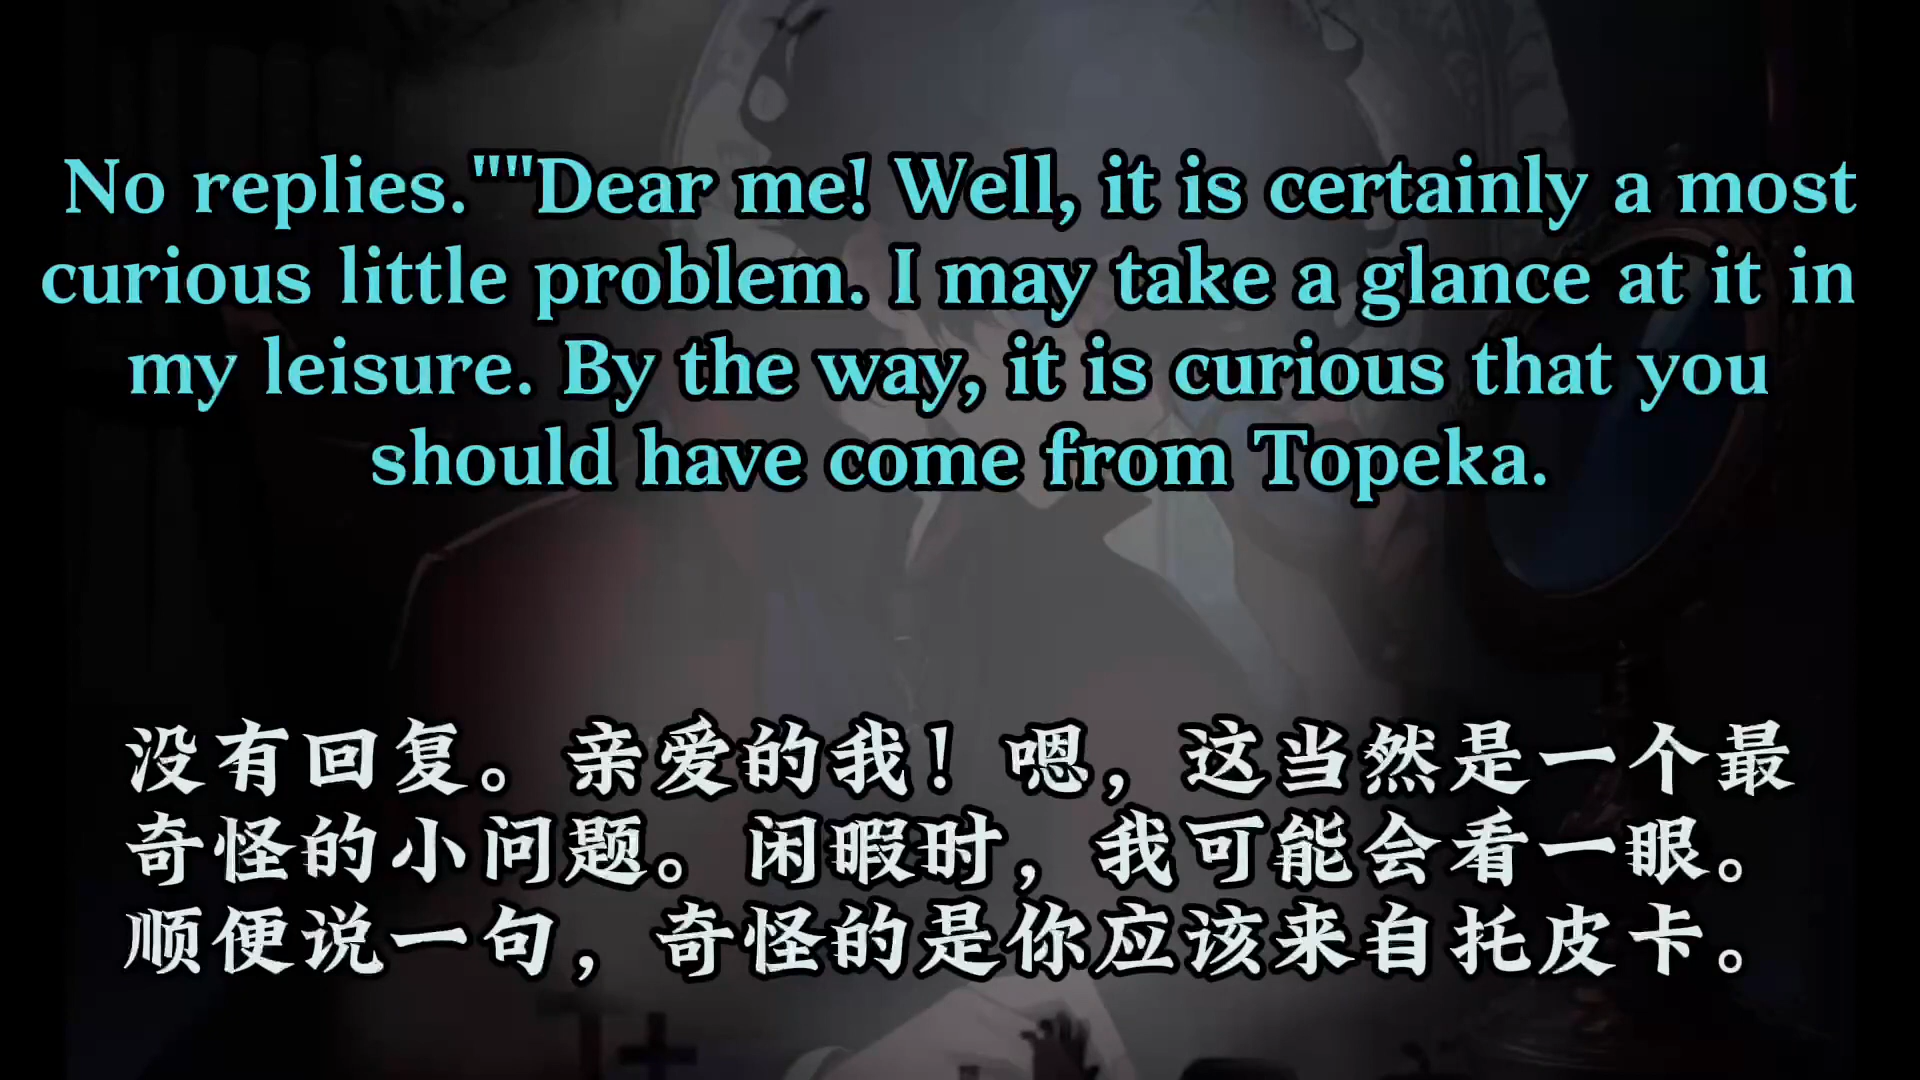 No replies.""Dear me! Well, it is certainly a most
curious little problem. I may take a glance at it in
my leisure. By the way, it is curious that you
should have come from Topeka.
没有回复。亲爱的我！嗯，这当然是一个最
奇怪的小问题。闲暇时，我可能会看一眼。
顺便说一句，奇怪的是你应该来自托皮卡。